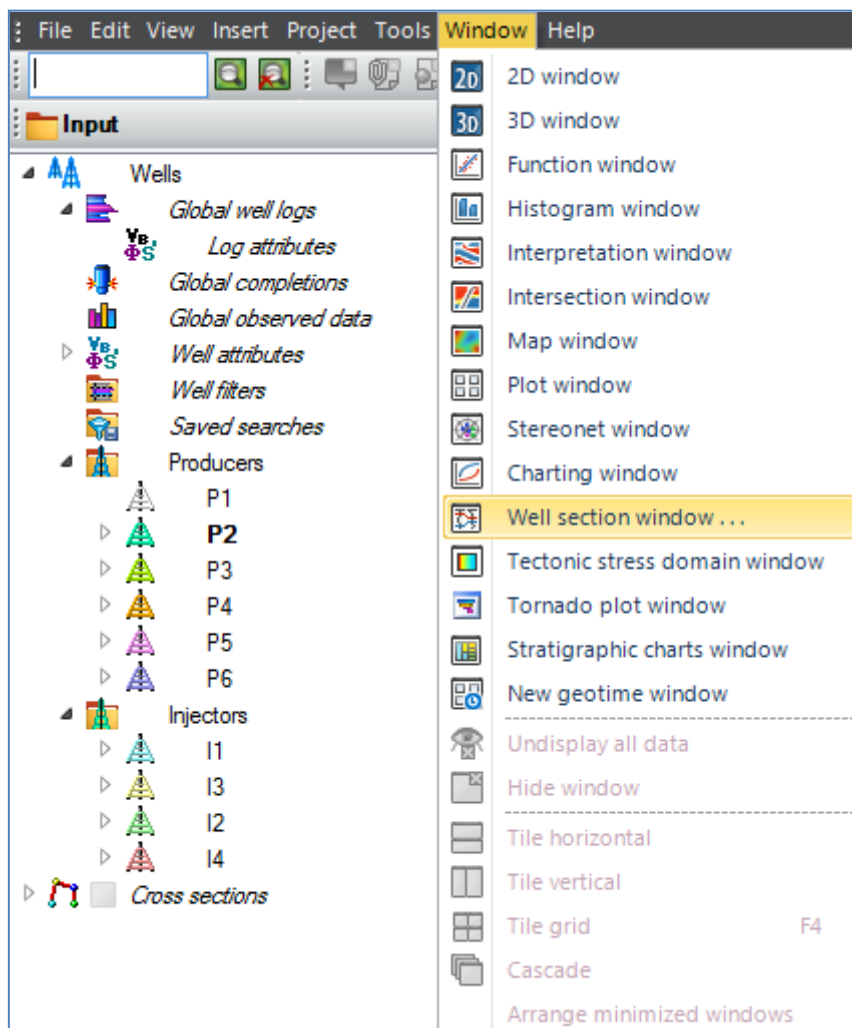 File Edit View Insert Project Tools Window Help
Input
Wells
Global well logs
Log attributes
Global completions
Global observed data
Well attributes
Well filters
Saved searches
Producers
P1
P2
P3
P4
P5
P6
Injectors
I1
I3
I2
I4
Cross sections
2D 2D window
3D 3D window
Function window
Histogram window
Interpretation window
Intersection window
Map window
Plot window
Stereonet window
Charting window
Well section window ...
Tectonic stress domain window
Tornado plot window
Stratigraphic charts window
New geotime window
Undisplay all data
Hide window
Tile horizontal
Tile vertical
Tile grid F4
Cascade
Arrange minimized windows